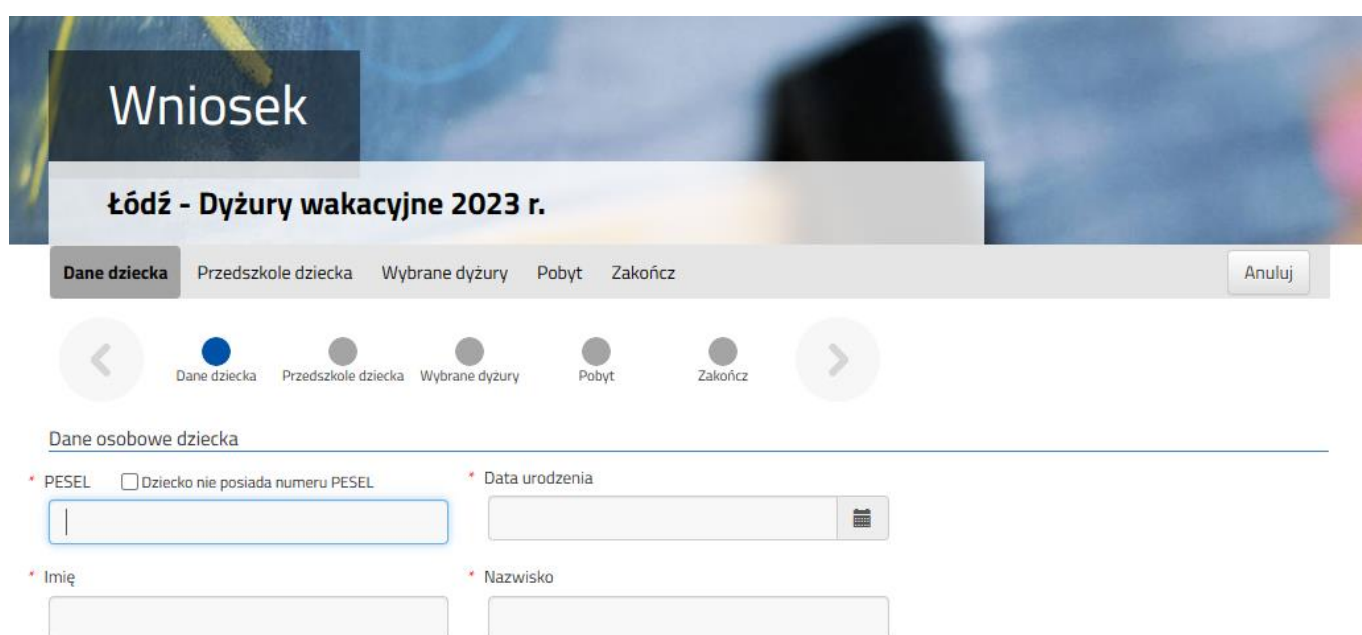 Wniosek
Łódź - Dyżury wakacyjne 2023 r.
Dane dziecka Przedszkole dziecka Wybrane dyżury Pobyt Zakończ Anuluj
Dane dziecka Przedszkole dziecka Wybrane dyżury Pobyt Zakończ
Dane osobowe dziecka
* PESEL Dziecko nie posiada numeru PESEL * Data urodzenia
* Imię * Nazwisko